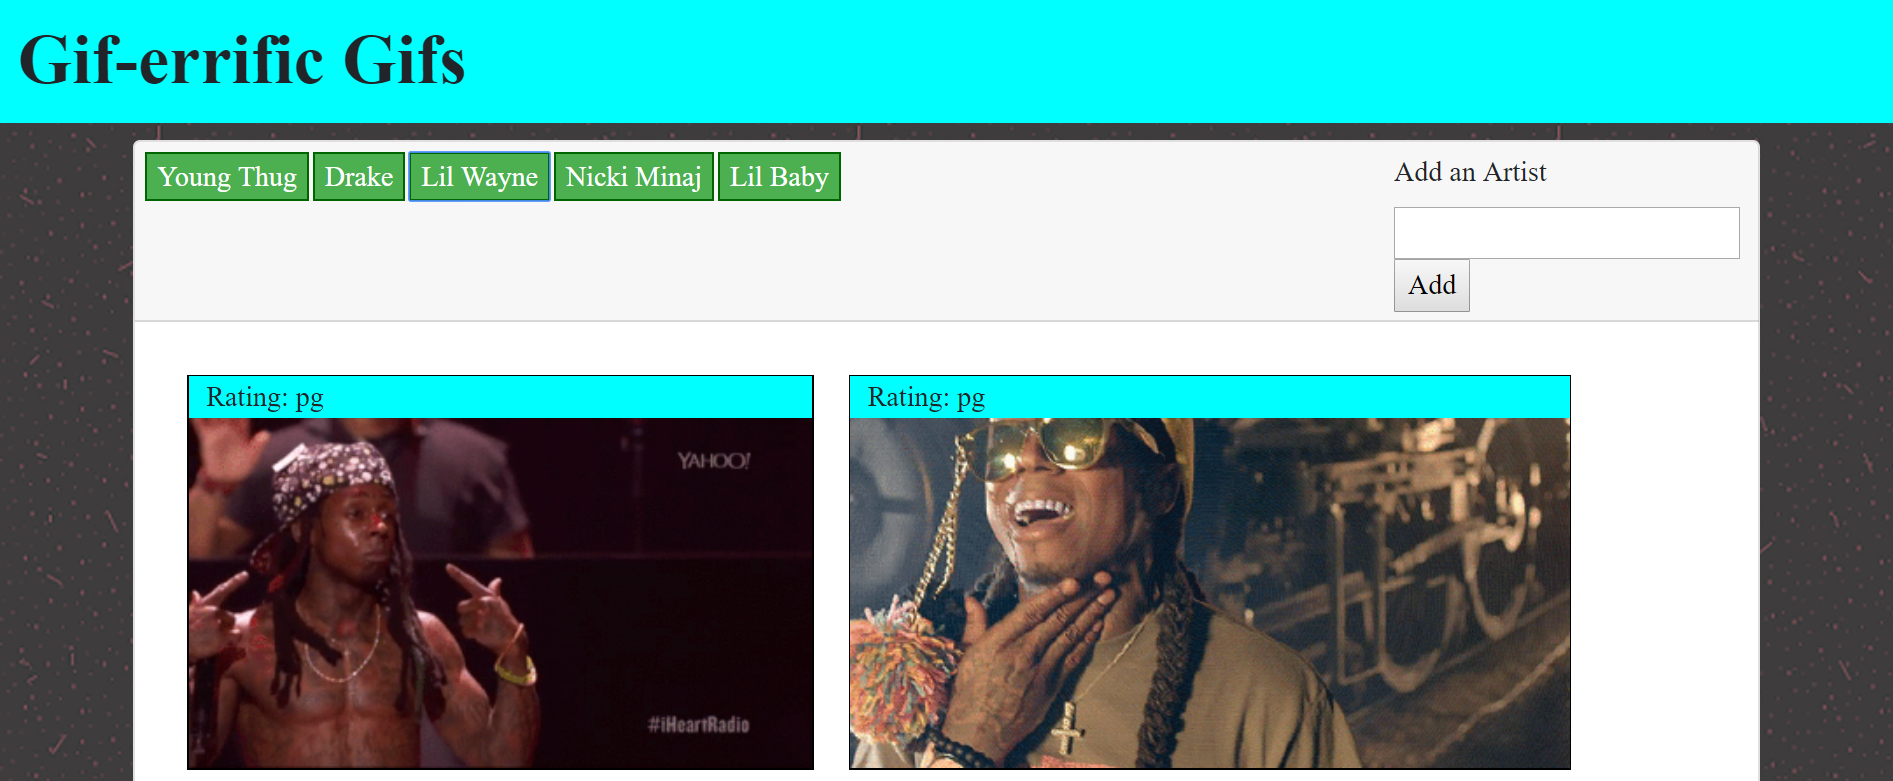 Gif-errific Gifs
Young Thug Drake Lil Wayne Nicki Minaj Lil Baby
Add an Artist
Add
Rating: pg
YAHOO!
#iHeartRadio
Rating: pg